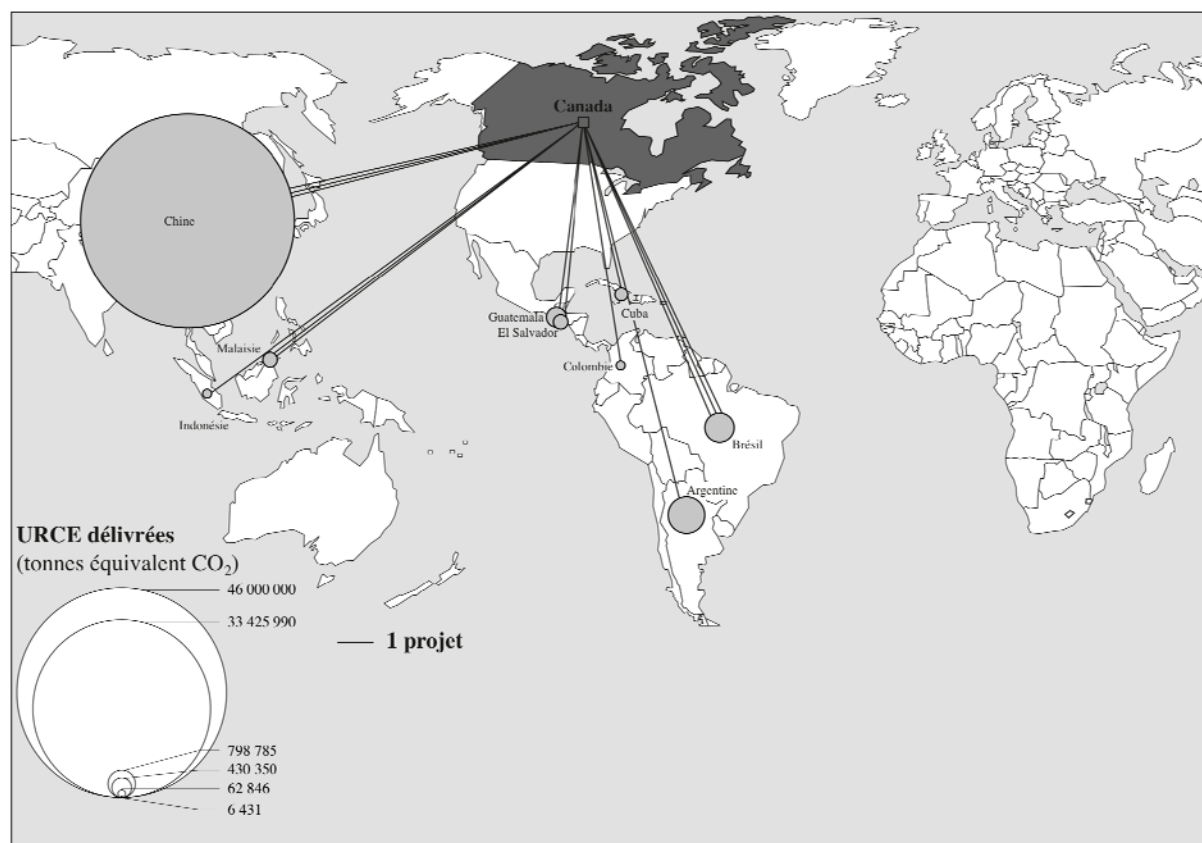 Canada
Chine
Guatemala
El Salvador
Cuba
Malaisie
Colombie
Indonésie
Brésil
Argentine
URCE délivrées
(tonnes équivalent CO₂)
46 000 000
33 425 990
1 projet
798 785
430 350
62 846
6 431